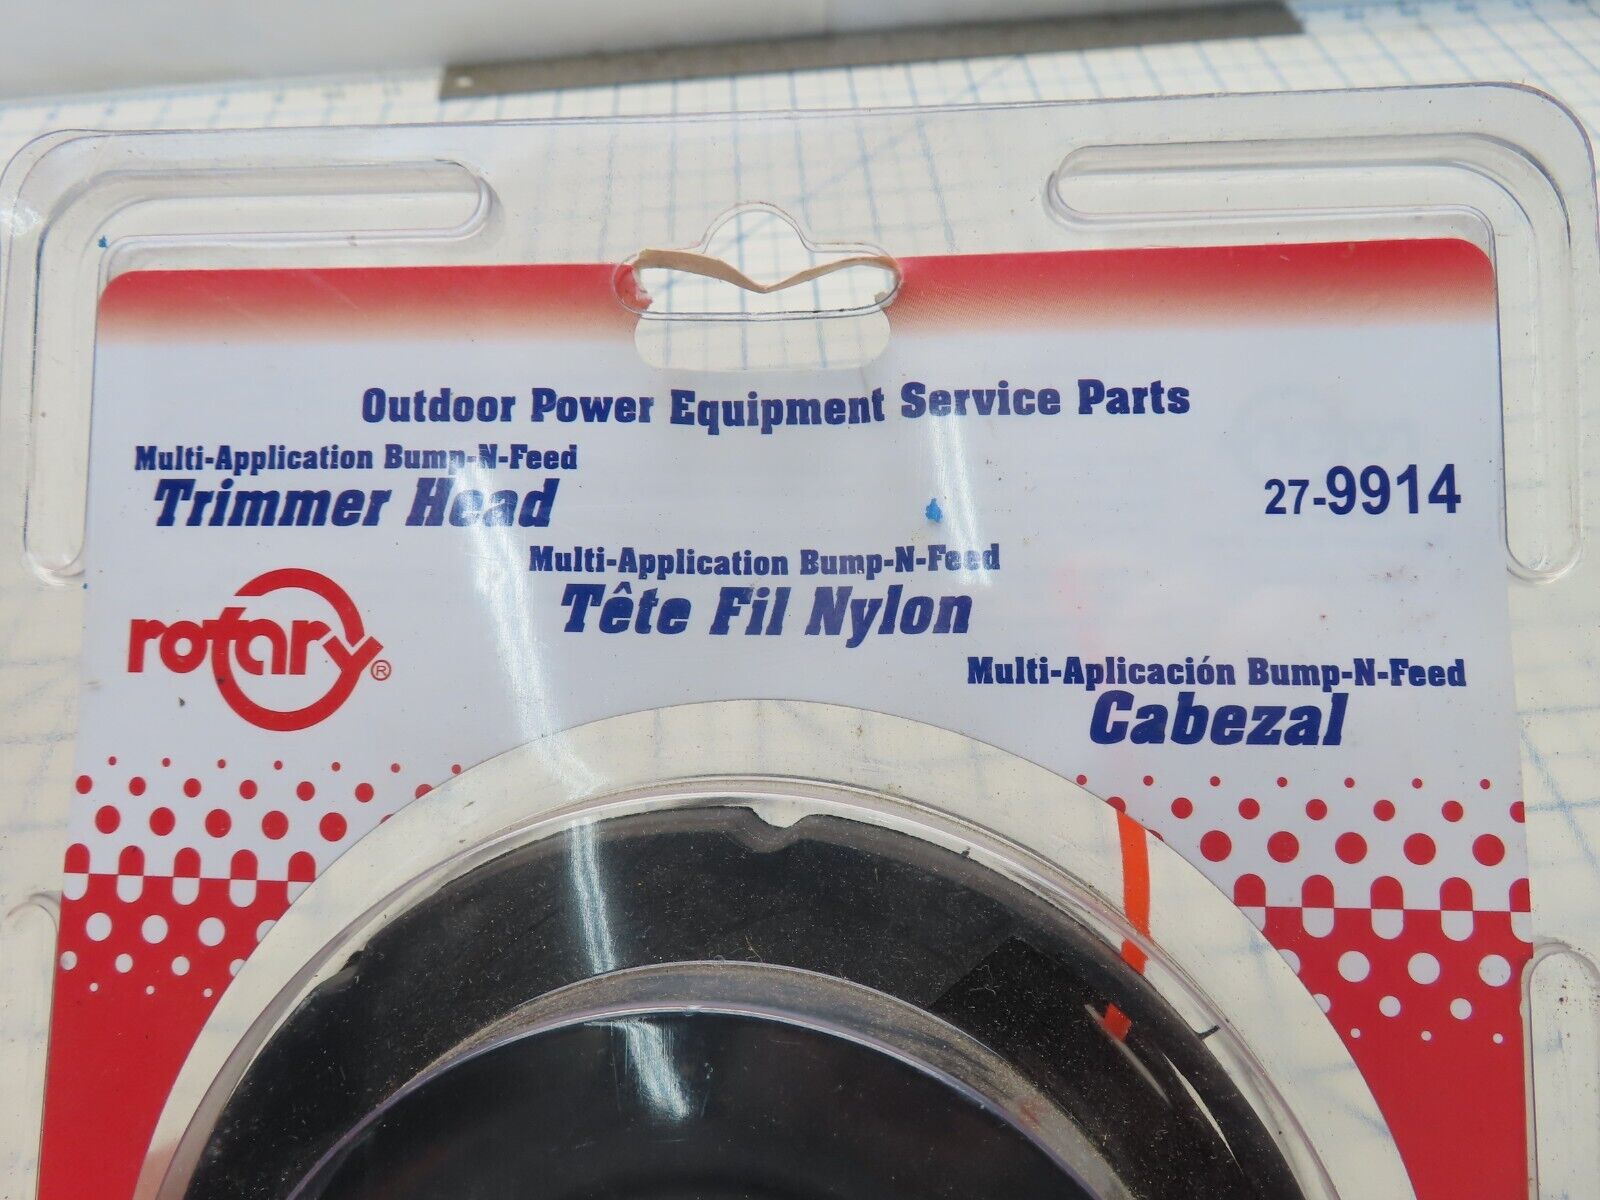 Outdoor Power Equipment Service Parts
Multi-Application Bump-N-Feed
Trimmer Head
27-9914
Multi-Application Bump-N-Feed
Tête Fil Nylon
rotary®
Multi-Aplicación Bump-N-Feed
Cabezal